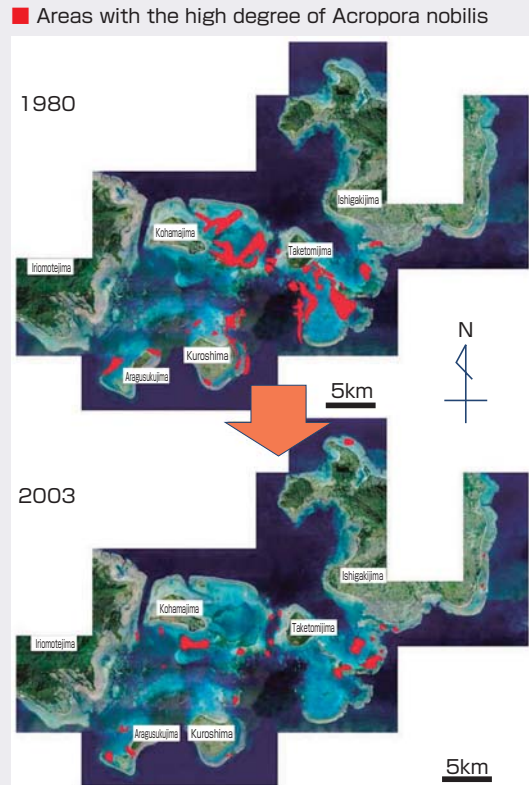 Areas with the high degree of Acropora nobilis
1980
Ishigakijima
Kohamajima
Taketomijima
Iriomotejima
Kuroshima
Aragusukujima
N
5km
2003
Ishigakijima
Kohamajima
Taketomijima
Iriomotejima
Aragusukujima
Kuroshima
5km